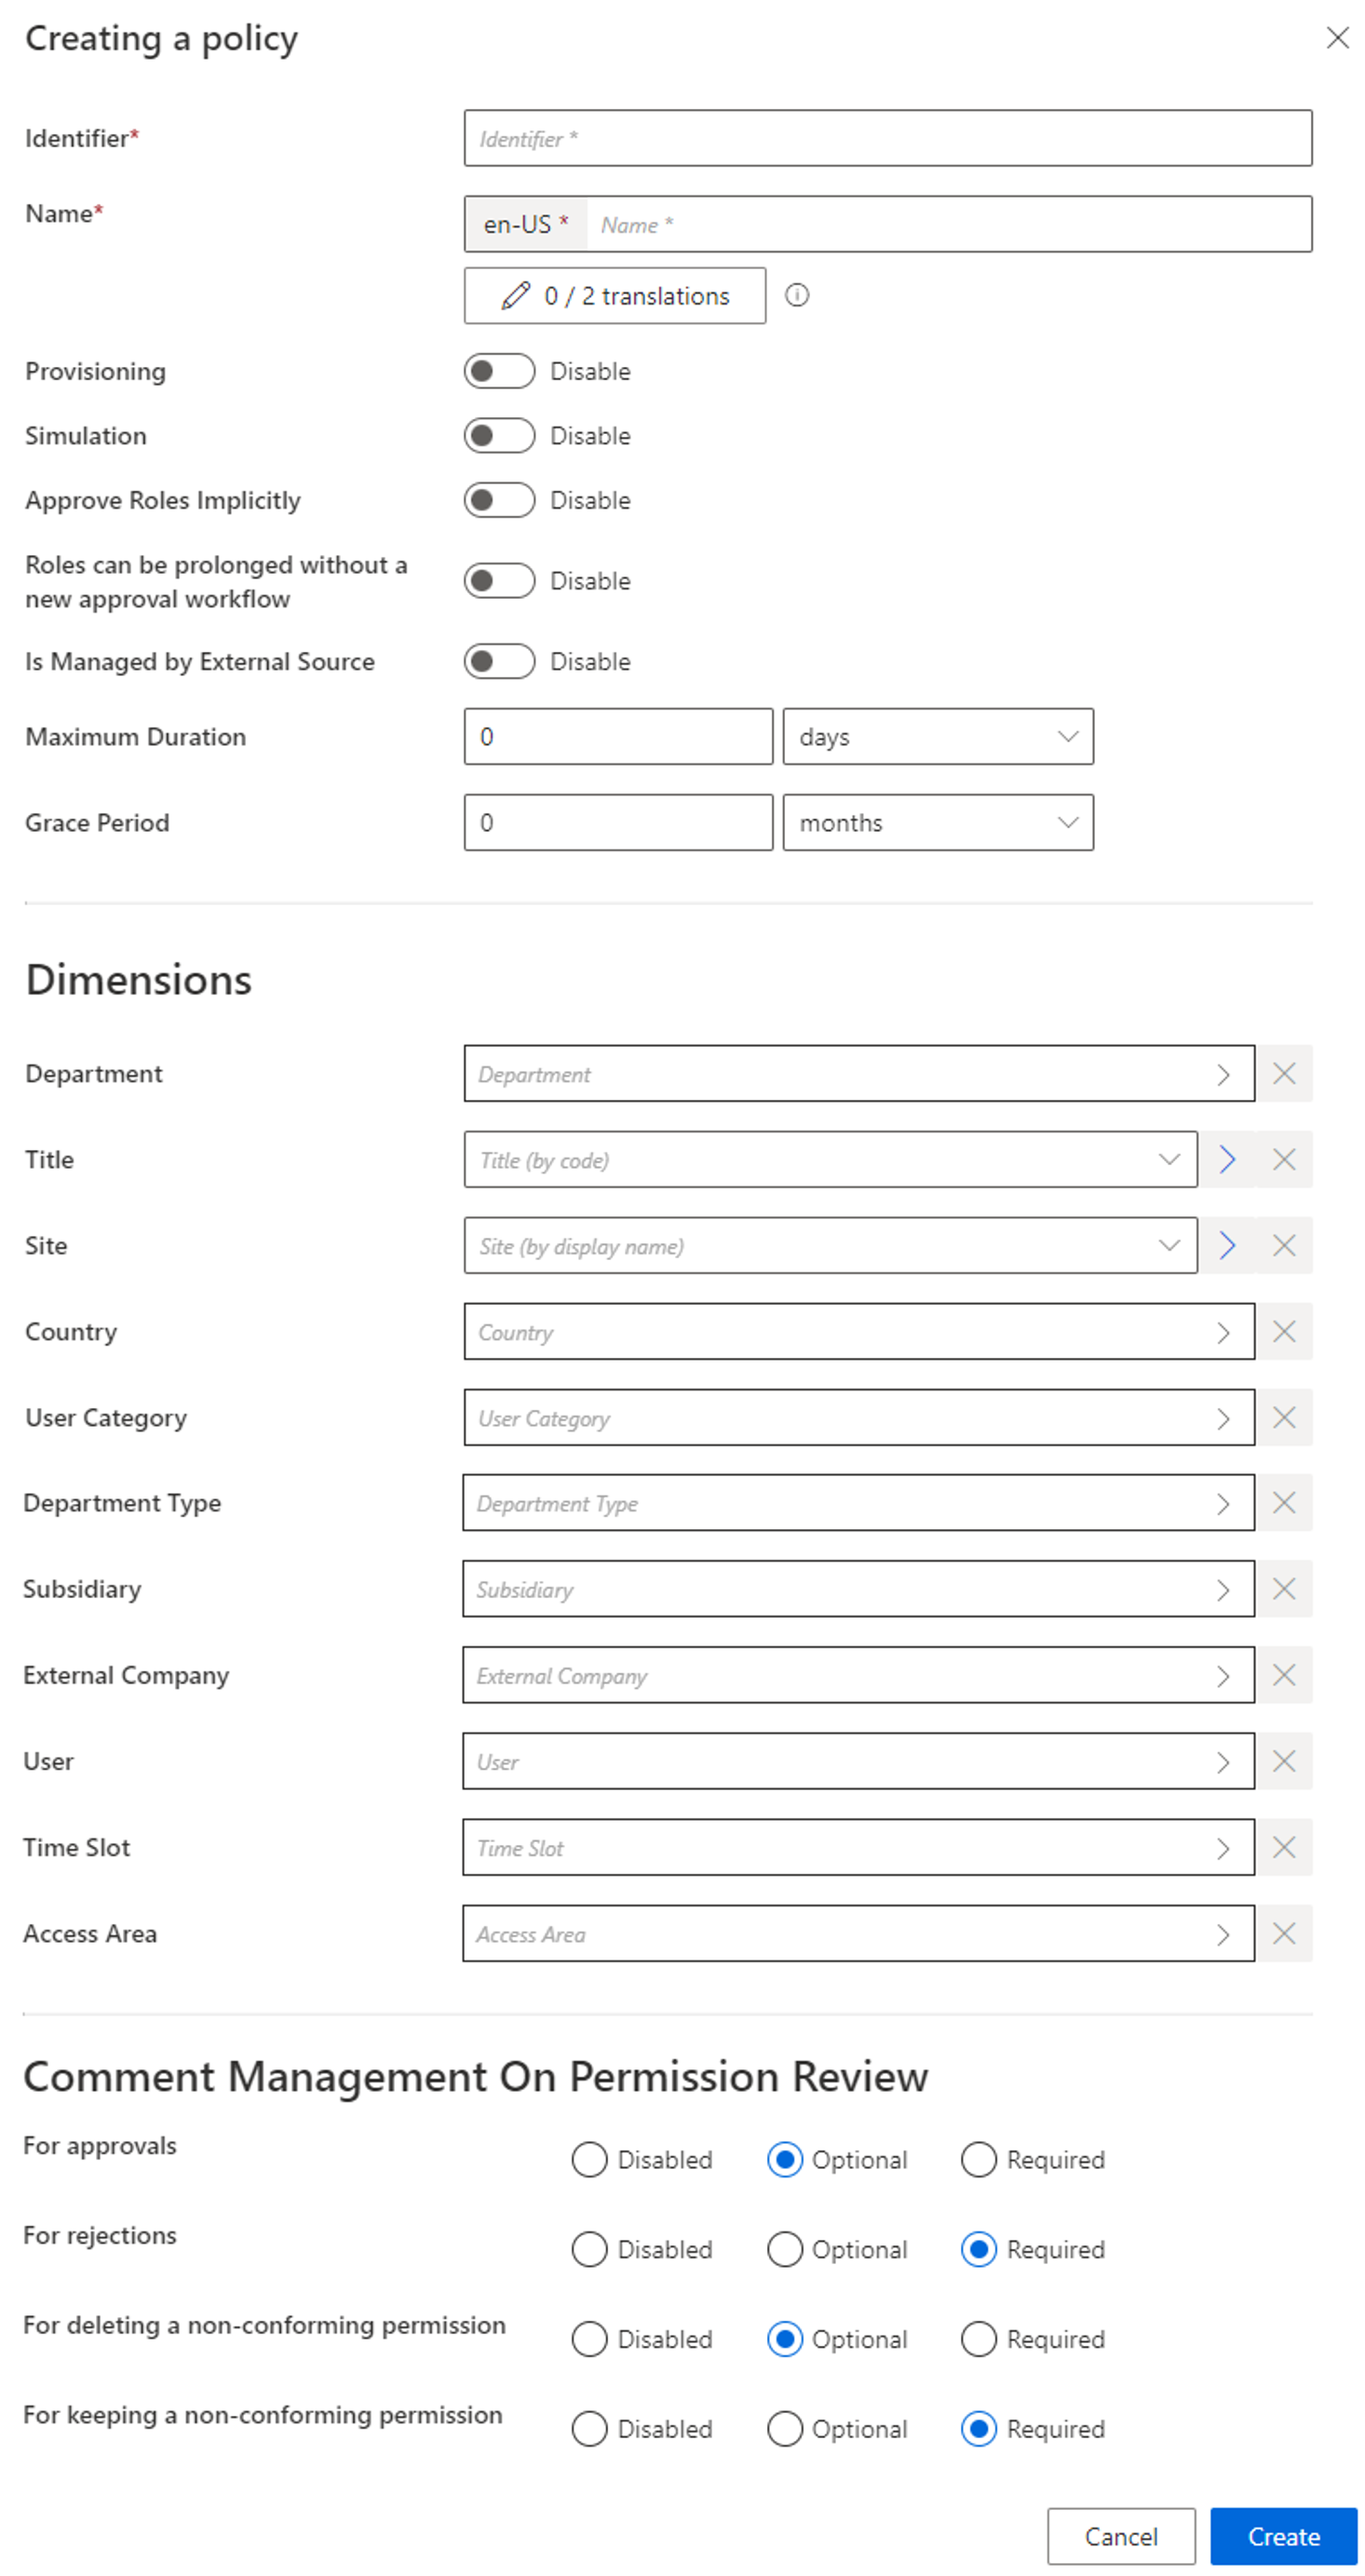 Creating a policy
Identifier*
Identifier *
Name*
en-US * Name *
0 / 2 translations
Provisioning Disable
Simulation Disable
Approve Roles Implicitly Disable
Roles can be prolonged without a
new approval workflow
Disable
Is Managed by External Source Disable
Maximum Duration 0 days
Grace Period 0 months
Dimensions
Department Department
Title Title (by code)
Site Site (by display name)
Country Country
User Category User Category
Department Type Department Type
Subsidiary Subsidiary
External Company External Company
User User
Time Slot Time Slot
Access Area Access Area
Comment Management On Permission Review
For approvals Disabled Optional Required
For rejections Disabled Optional Required
For deleting a non-conforming permission Disabled Optional Required
For keeping a non-conforming permission Disabled Optional Required
Cancel Create